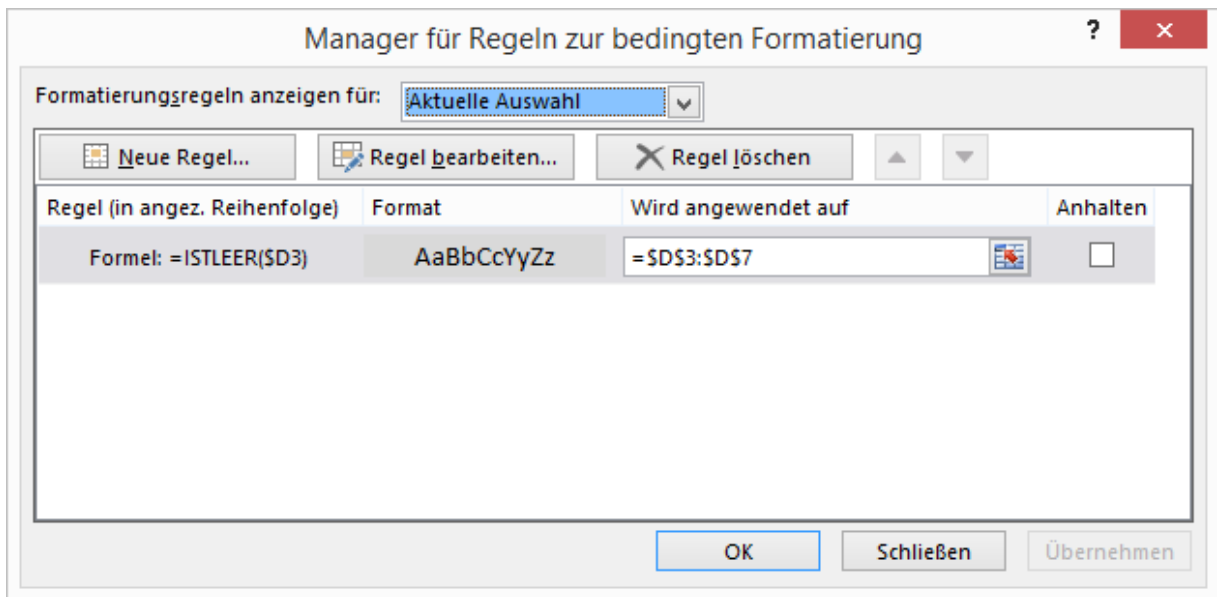 Manager für Regeln zur bedingten Formatierung ? ×
Formatierungsregeln anzeigen für: Aktuelle Auswahl
Neue Regel... Regel bearbeiten... Regel löschen
Regel (in angez. Reihenfolge) Format Wird angewendet auf Anhalten
Formel: =ISTLEER($D3) AaBbCcYyZz =$D$3:$D$7
OK Schließen Übernehmen